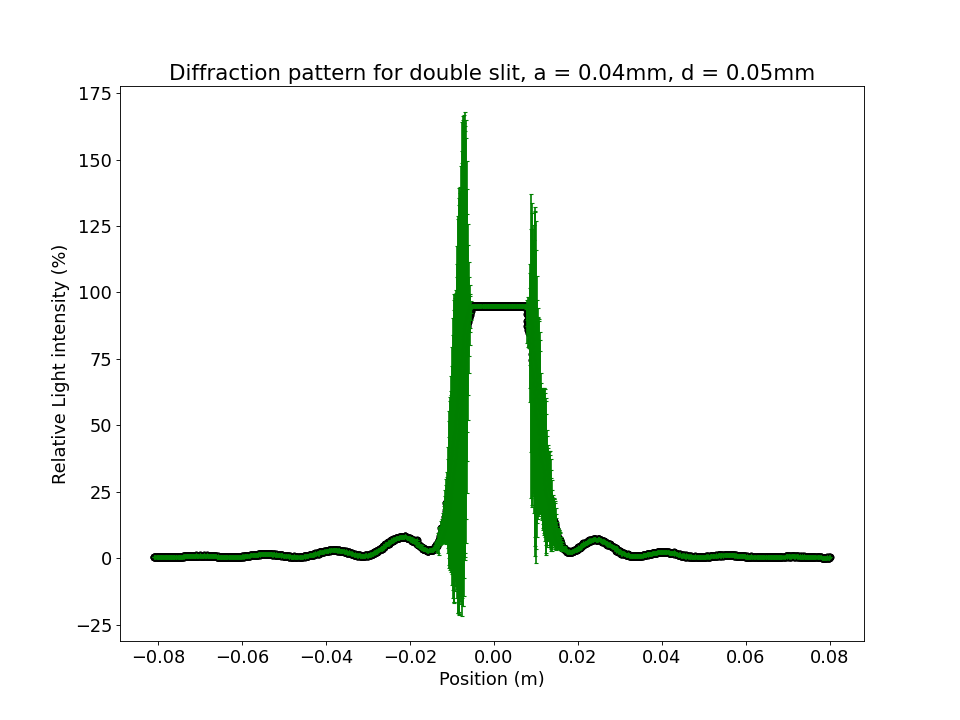 Diffraction pattern for double slit, a = 0.04mm, d = 0.05mm
175
150
125
100
75
50
25
0
−25
Relative Light intensity (%)
−0.08 −0.06 −0.04 −0.02 0.00 0.02 0.04 0.06 0.08
Position (m)